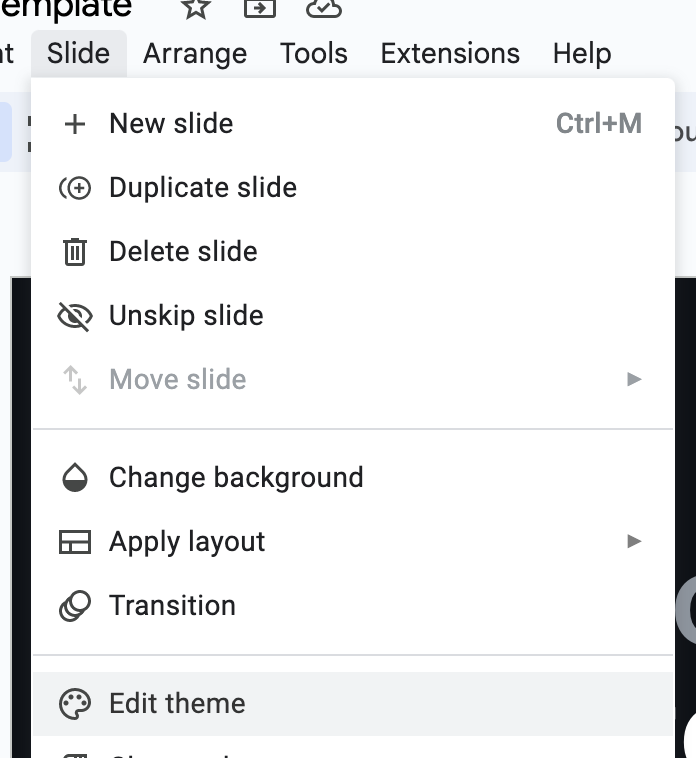 emplate
Slide Arrange Tools Extensions Help
New slide Ctrl+M
Duplicate slide
Delete slide
Unskip slide
Move slide
Change background
Apply layout
Transition
Edit theme